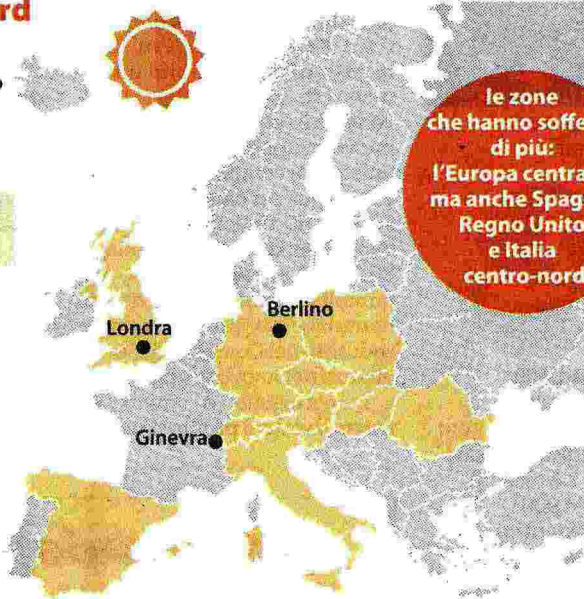 rd
le zone
che hanno soffe
di più:
l'Europa centra
ma anche Spag
Regno Unito
e Italia
centro-nord
Berlino
Londra
Ginevra